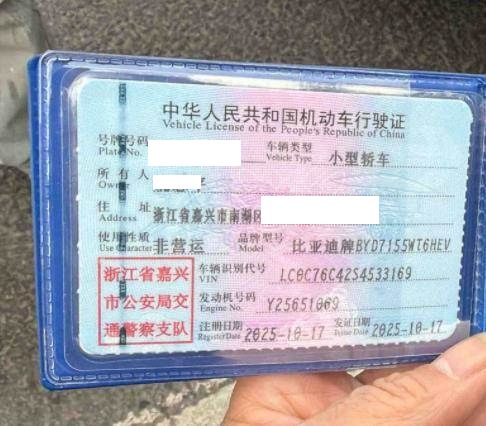 中华人民共和国机动车行驶证
Vehicle License of the People's Republic of China
号牌号码
Plate No.
车辆类型 小型轿车
Vehicle Type
所有人
Owner
住址 浙江省嘉兴市南湖区
Address
使用性质 非营运
Use Character
品牌型号 比亚迪牌BYD7155WT6HEV
Model
浙江省嘉兴
市公安局交
通警察支队
车辆识别代号 LC0C76C42S4533169
VIN
发动机号码 Y25651069
Engine No.
注册日期 2025-10-17
Register Date
发证日期 2025-10-17
Issue Date